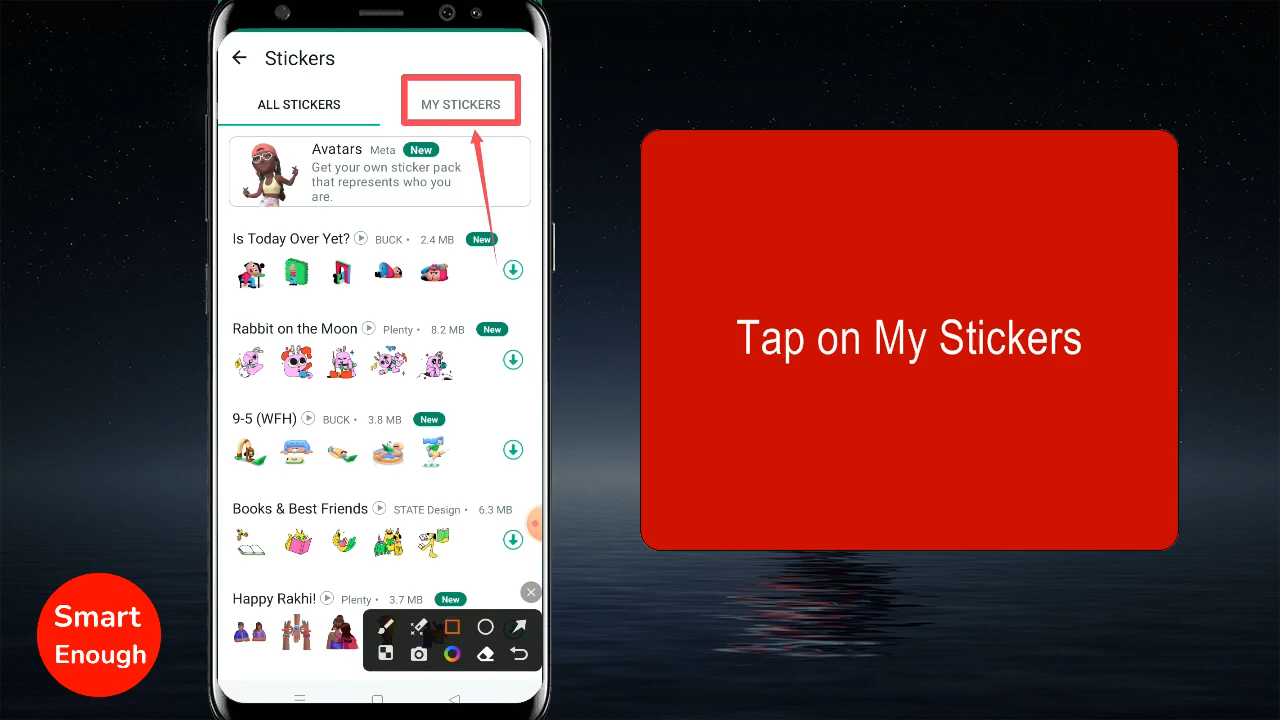 Stickers
ALL STICKERS
MY STICKERS
Avatars Meta New
Get your own sticker pack
that represents who you
are.
Is Today Over Yet? BUCK • 2.4 MB New
Rabbit on the Moon Plenty • 8.2 MB New
9-5 (WFH) BUCK • 3.8 MB New
Books & Best Friends STATE Design • 6.3 MB
Happy Rakhi! Plenty • 3.7 MB New
Tap on My Stickers
Smart
Enough